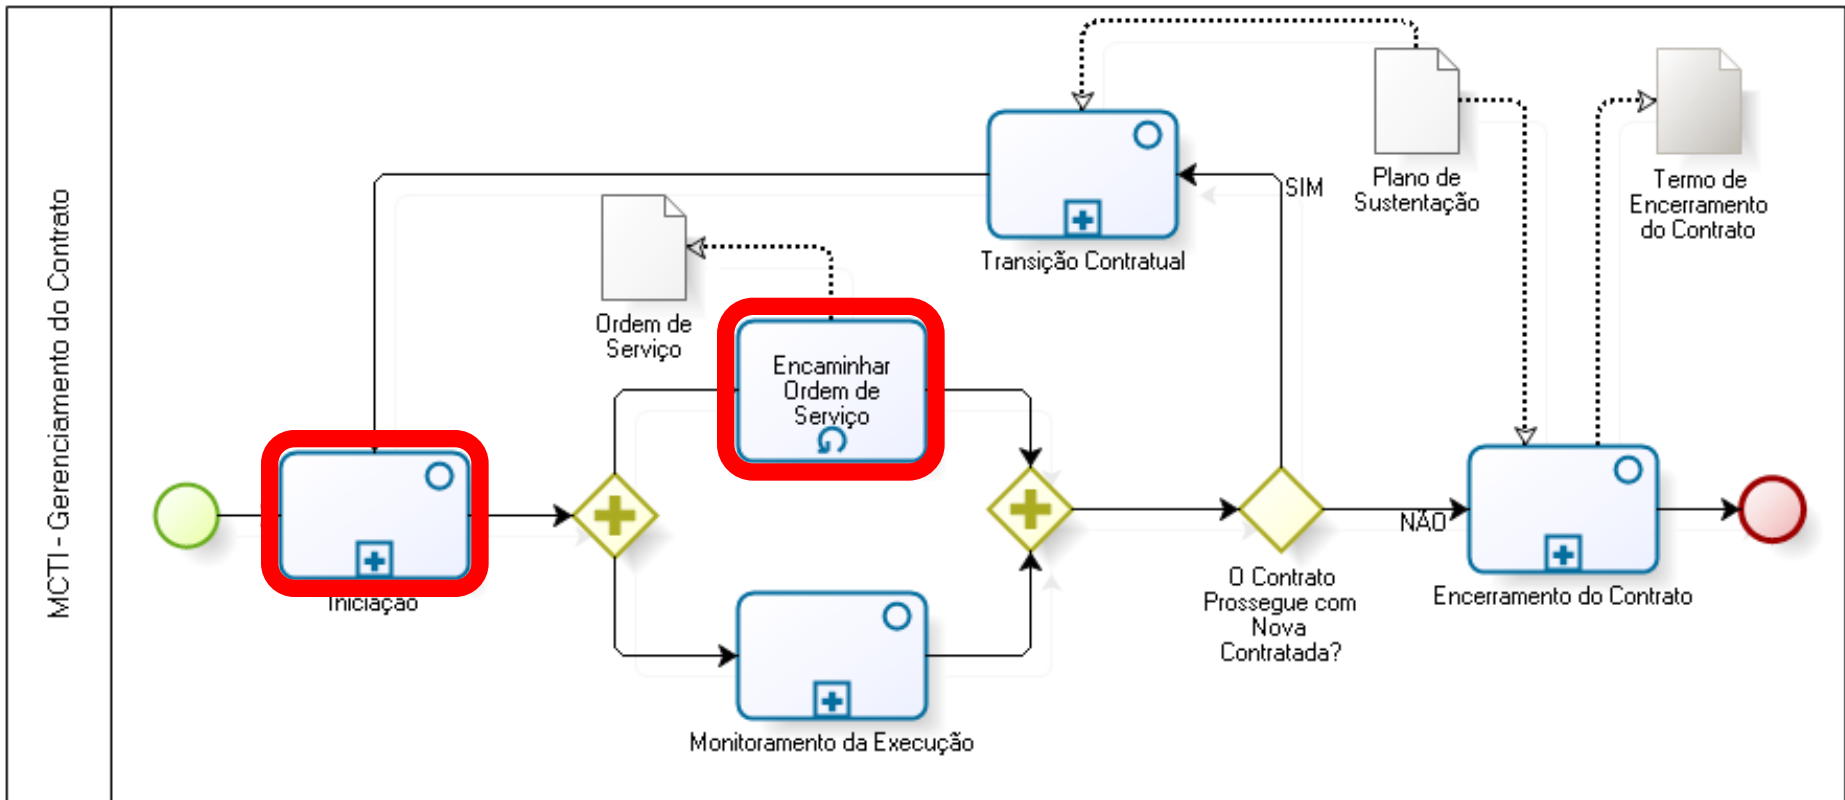 MCTI - Gerenciamento do Contrato
Plano de
Sustentação
Termo de
Encerramento
do Contrato
SIM
Transição Contratual
Ordem de
Serviço
Encaminhar
Ordem de
Serviço
Iniciação
NÃO
O Contrato
Prossegue com
Nova
Contratada?
Encerramento do Contrato
Monitoramento da Execução